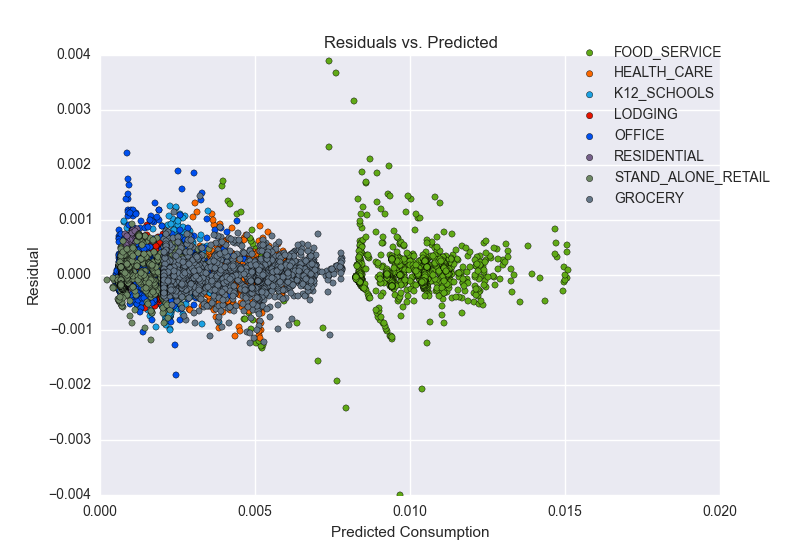 Residuals vs. Predicted
FOOD_SERVICE
HEALTH_CARE
K12_SCHOOLS
LODGING
OFFICE
RESIDENTIAL
STAND_ALONE_RETAIL
GROCERY
0.004
0.003
0.002
0.001
0.000
−0.001
−0.002
−0.003
−0.004
Residual
0.000 0.005 0.010 0.015 0.020
Predicted Consumption